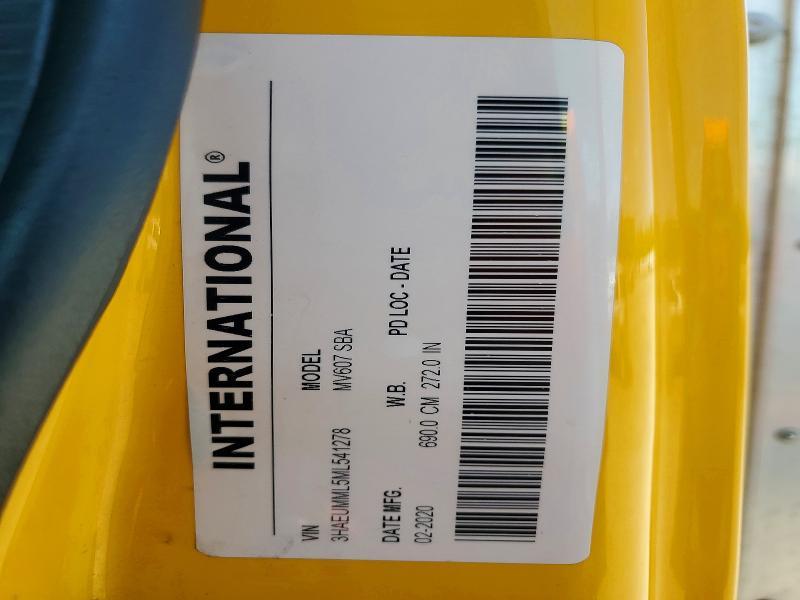 INTERNATIONAL®
VIN MODEL
3HAEUMML5ML541278 MV607 SBA
DATE MFG. W.B. PD LOC - DATE
02-2020 690.0 CM 272.0 IN